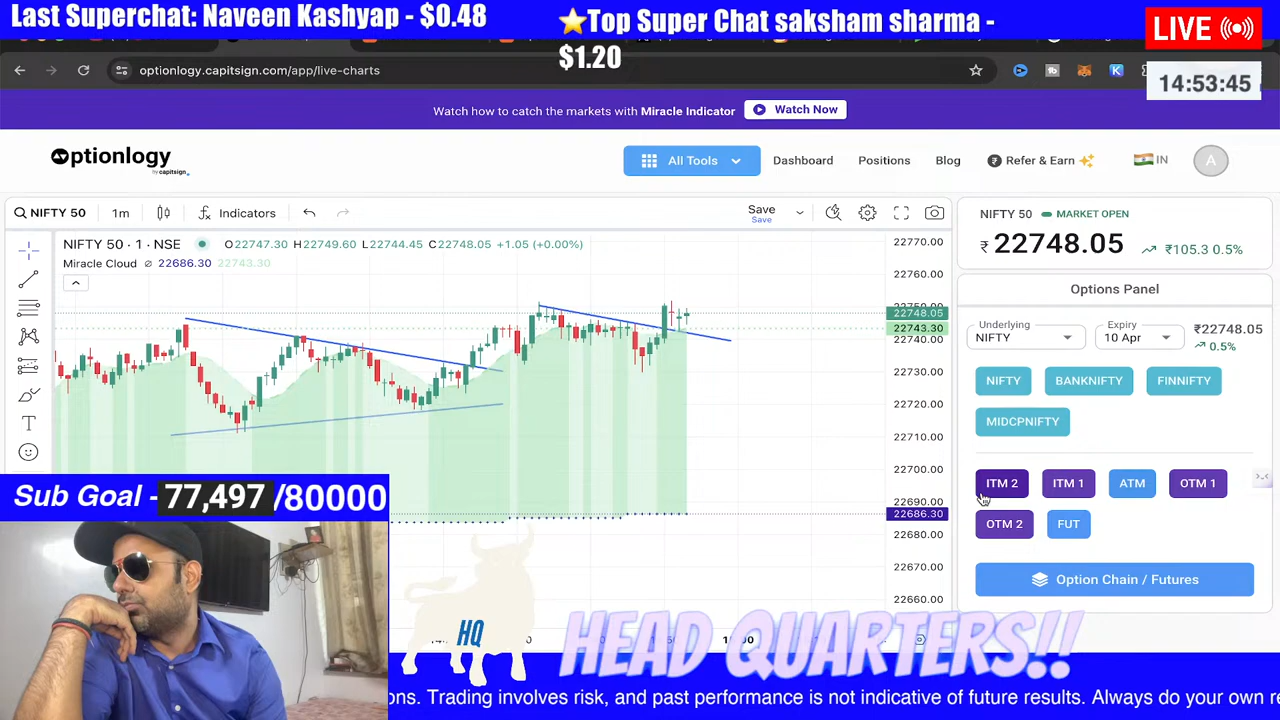 Last Superchat: Naveen Kashyap - $0.48
⭐Top Super Chat saksham sharma -
$1.20
LIVE
14:53:45
optionlogy.capitsign.com/app/live-charts
Watch how to catch the markets with Miracle Indicator
Watch Now
optionlogy
by capitsign
All Tools
Dashboard
Positions
Blog
Refer & Earn
IN
A
NIFTY 50
1m
Indicators
Save
Save
NIFTY 50 · 1 · NSE
O22747.30 H22749.60 L22744.45 C22748.05 +1.05 (+0.00%)
Miracle Cloud 22686.30 22743.30
22770.00
22760.00
22750.00
22748.05
22743.30
22740.00
22730.00
22720.00
22710.00
22700.00
22690.00
22686.30
22680.00
22670.00
22660.00
NIFTY 50 MARKET OPEN
₹ 22748.05
₹105.3 0.5%
Options Panel
Underlying
NIFTY
Expiry
10 Apr
₹22748.05
0.5%
NIFTY
BANKNIFTY
FINNIFTY
MIDCPNIFTY
ITM 2
ITM 1
ATM
OTM 1
OTM 2
FUT
Option Chain / Futures
Sub Goal - 77,497 /80000
HQ
HEAD QUARTERS!!
ons. Trading involves risk, and past performance is not indicative of future results. Always do your own re